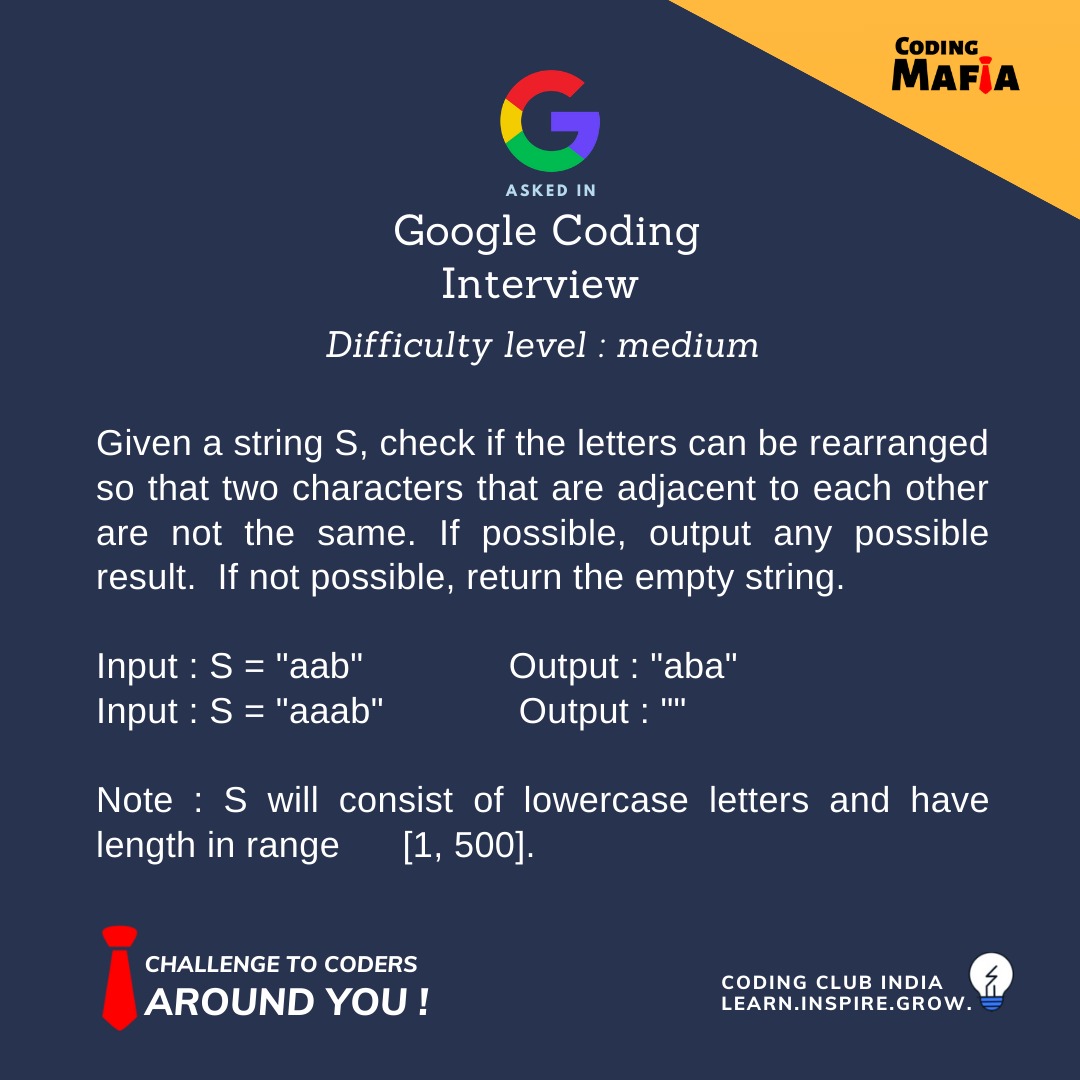 CODING
MAFIA
ASKED IN
Google Coding
Interview
Difficulty level : medium
Given a string S, check if the letters can be rearranged
so that two characters that are adjacent to each other
are not the same. If possible, output any possible
result. If not possible, return the empty string.
Input : S = "aab" Output : "aba"
Input : S = "aaab" Output : ""
Note : S will consist of lowercase letters and have
length in range [1, 500].
CHALLENGE TO CODERS
AROUND YOU !
CODING CLUB INDIA
LEARN.INSPIRE.GROW.